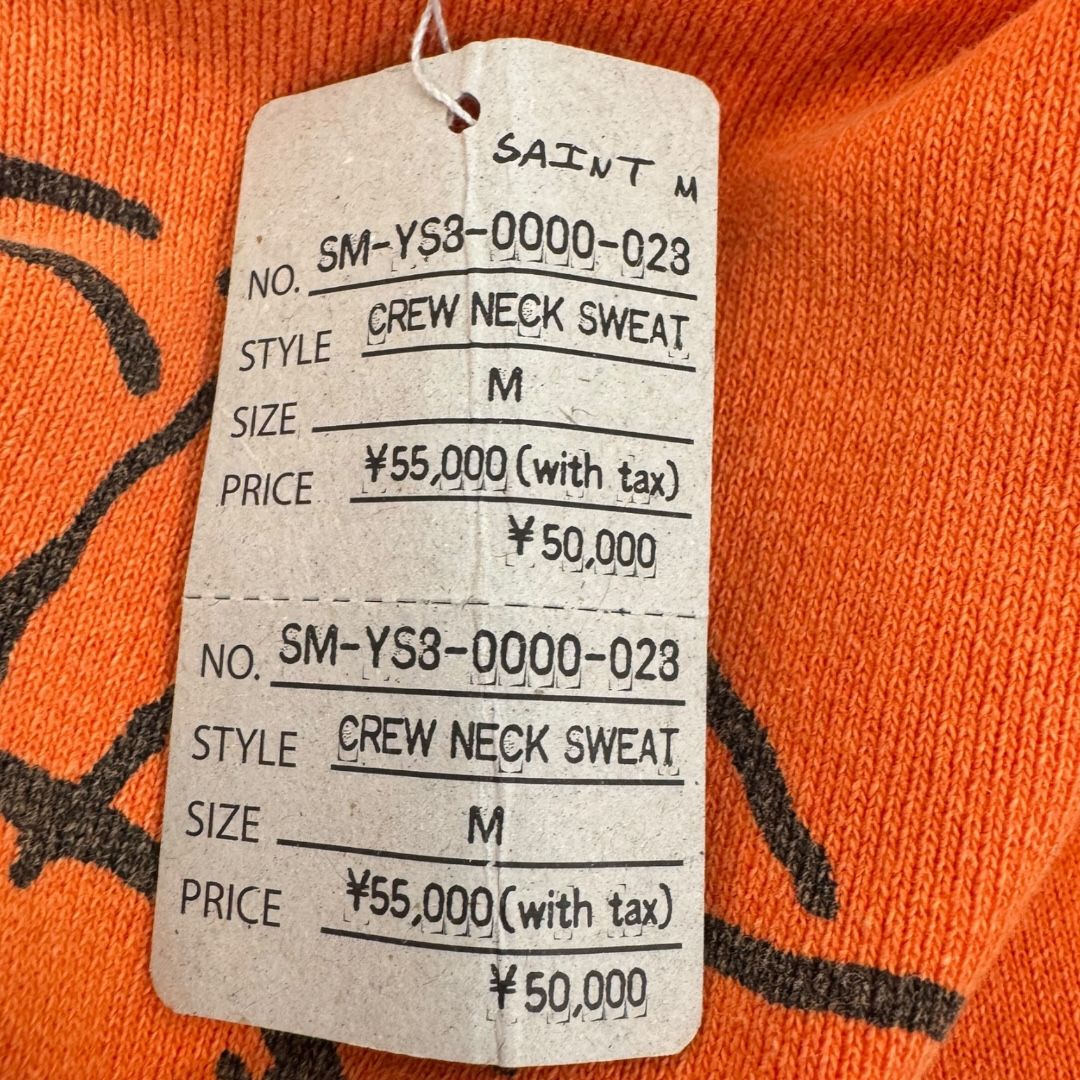 SAINT M
NO. SM-YS3-0000-023
STYLE CREW NECK SWEAT
SIZE M
PRICE ¥55,000 (with tax)
¥50,000
NO. SM-YS3-0000-023
STYLE CREW NECK SWEAT
SIZE M
PRICE ¥55,000 (with tax)
¥50,000